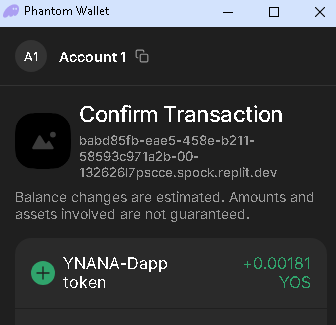 Phantom Wallet
A1 Account 1
Confirm Transaction
babd85fb-eae5-458e-b211-
58593c971a2b-00-
132626l7pscce.spock.replit.dev
Balance changes are estimated. Amounts and
assets involved are not guaranteed.
YNANA-Dapp +0.00181
token YOS